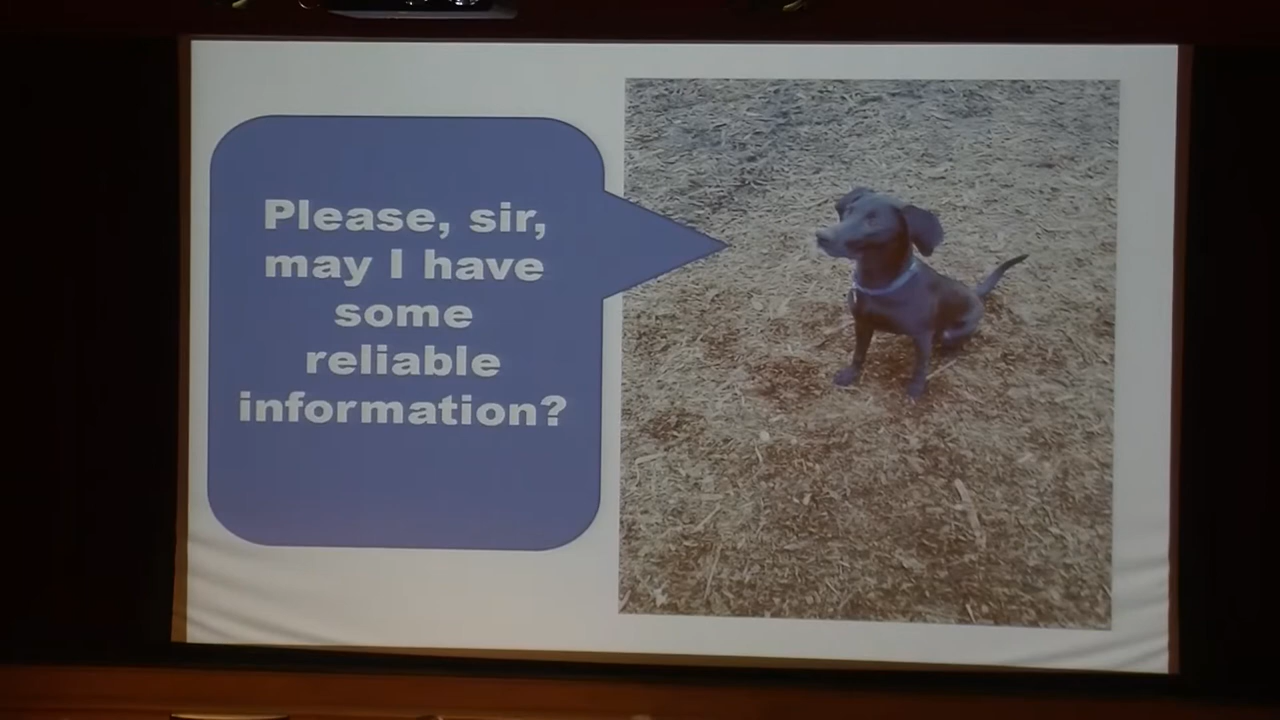 Please, sir,
may I have
some
reliable
information?